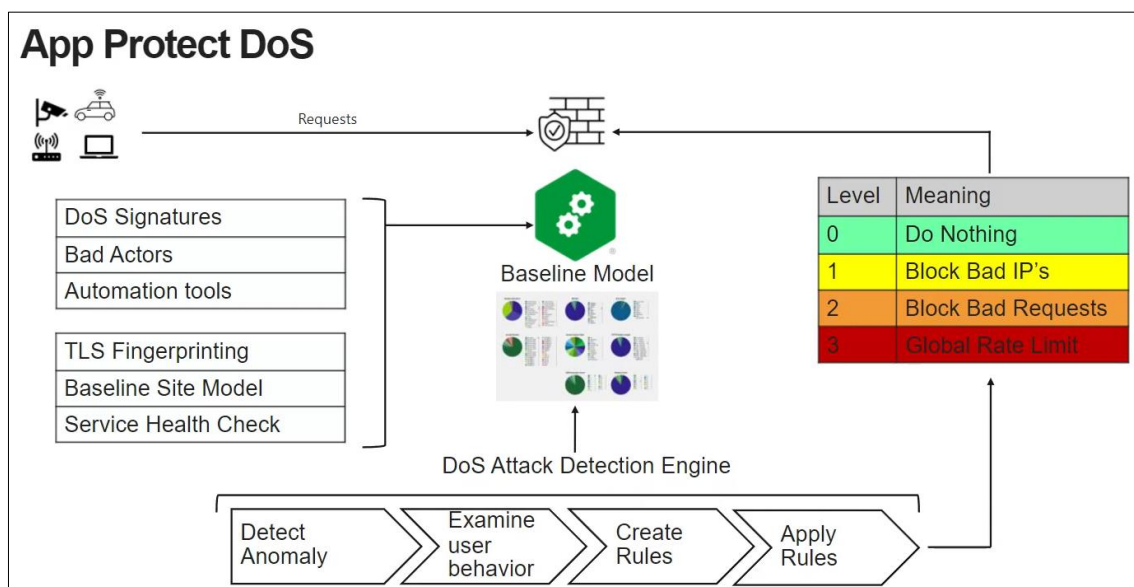 App Protect DoS
Requests
DoS Signatures
Bad Actors
Automation tools
TLS Fingerprinting
Baseline Site Model
Service Health Check
Baseline Model
Level Meaning
0 Do Nothing
1 Block Bad IP's
2 Block Bad Requests
3 Global Rate Limit
DoS Attack Detection Engine
Detect
Anomaly
Examine
user
behavior
Create
Rules
Apply
Rules